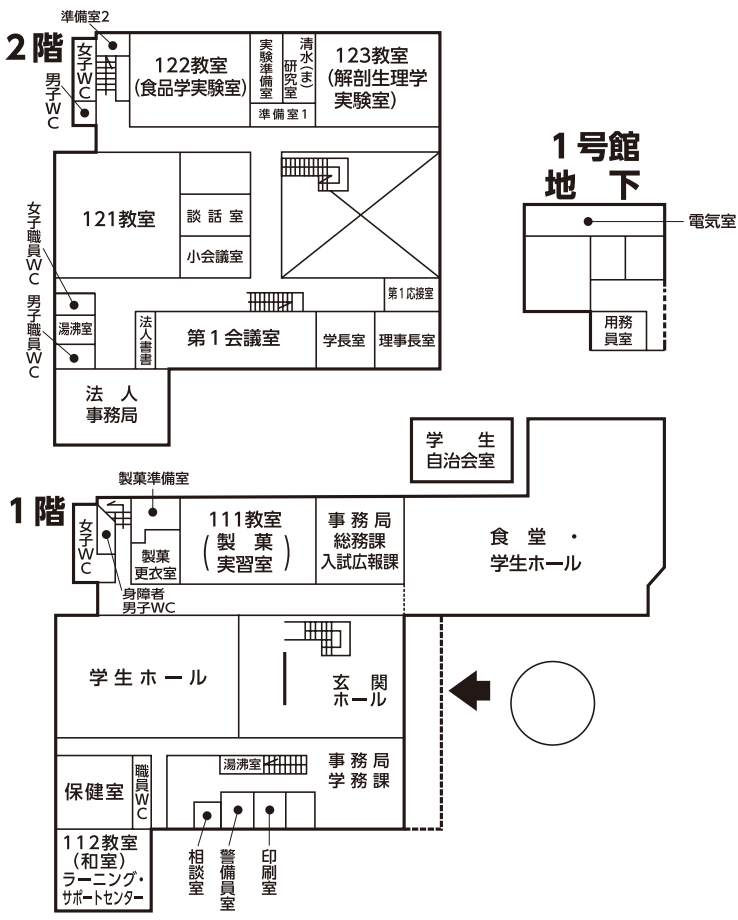 2階
準備室2
女子WC
男子WC
122教室
(食品学実験室)
実験準備室
清水(ま)
研究室
準備室1
123教室
(解剖生理学
実験室)
121教室
談話室
小会議室
女子職員WC
湯沸室
男子職員WC
法人書書
第1会議室
第1応接室
学長室
理事長室
法人
事務局
1号館
地下
電気室
用務
員室
学生
自治会室
1階
製菓準備室
女子WC
身障者
男子WC
製菓
更衣室
111教室
(製菓
実習室)
事務局
総務課
入試広報課
食堂・
学生ホール
学生ホール
玄関
ホール
湯沸室
事務局
学務課
保健室
職員WC
112教室
(和室)
ラーニング・
サポートセンター
相談室
警備員室
印刷室